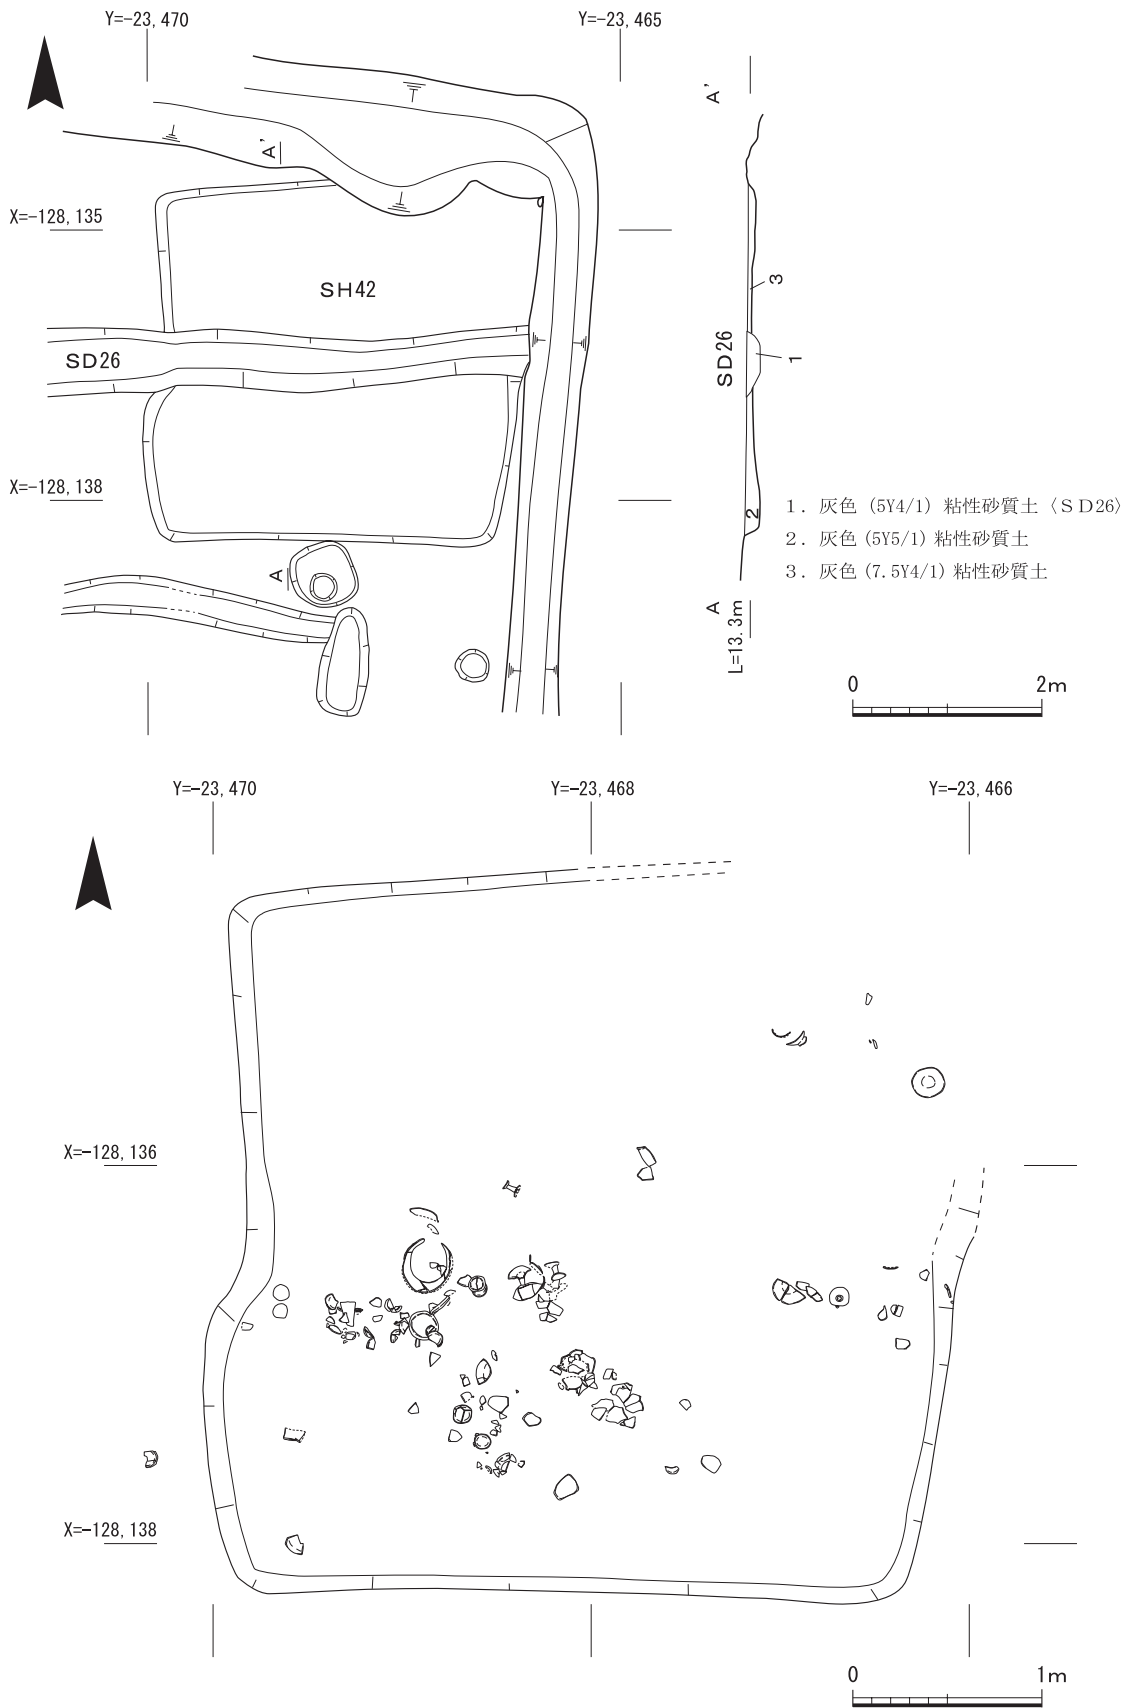 Y=-23,470
Y=-23,465
A'
A'
X=-128,135
SH42
3
SD26
SD26
1
X=-128,138
2
1. 灰色 (5Y4/1) 粘性砂質土〈SD26〉
2. 灰色 (5Y5/1) 粘性砂質土
3. 灰色 (7.5Y4/1) 粘性砂質土
A
A
L=13.3m
0
2m
Y=-23,470
Y=-23,468
Y=-23,466
X=-128,136
X=-128,138
0
1m